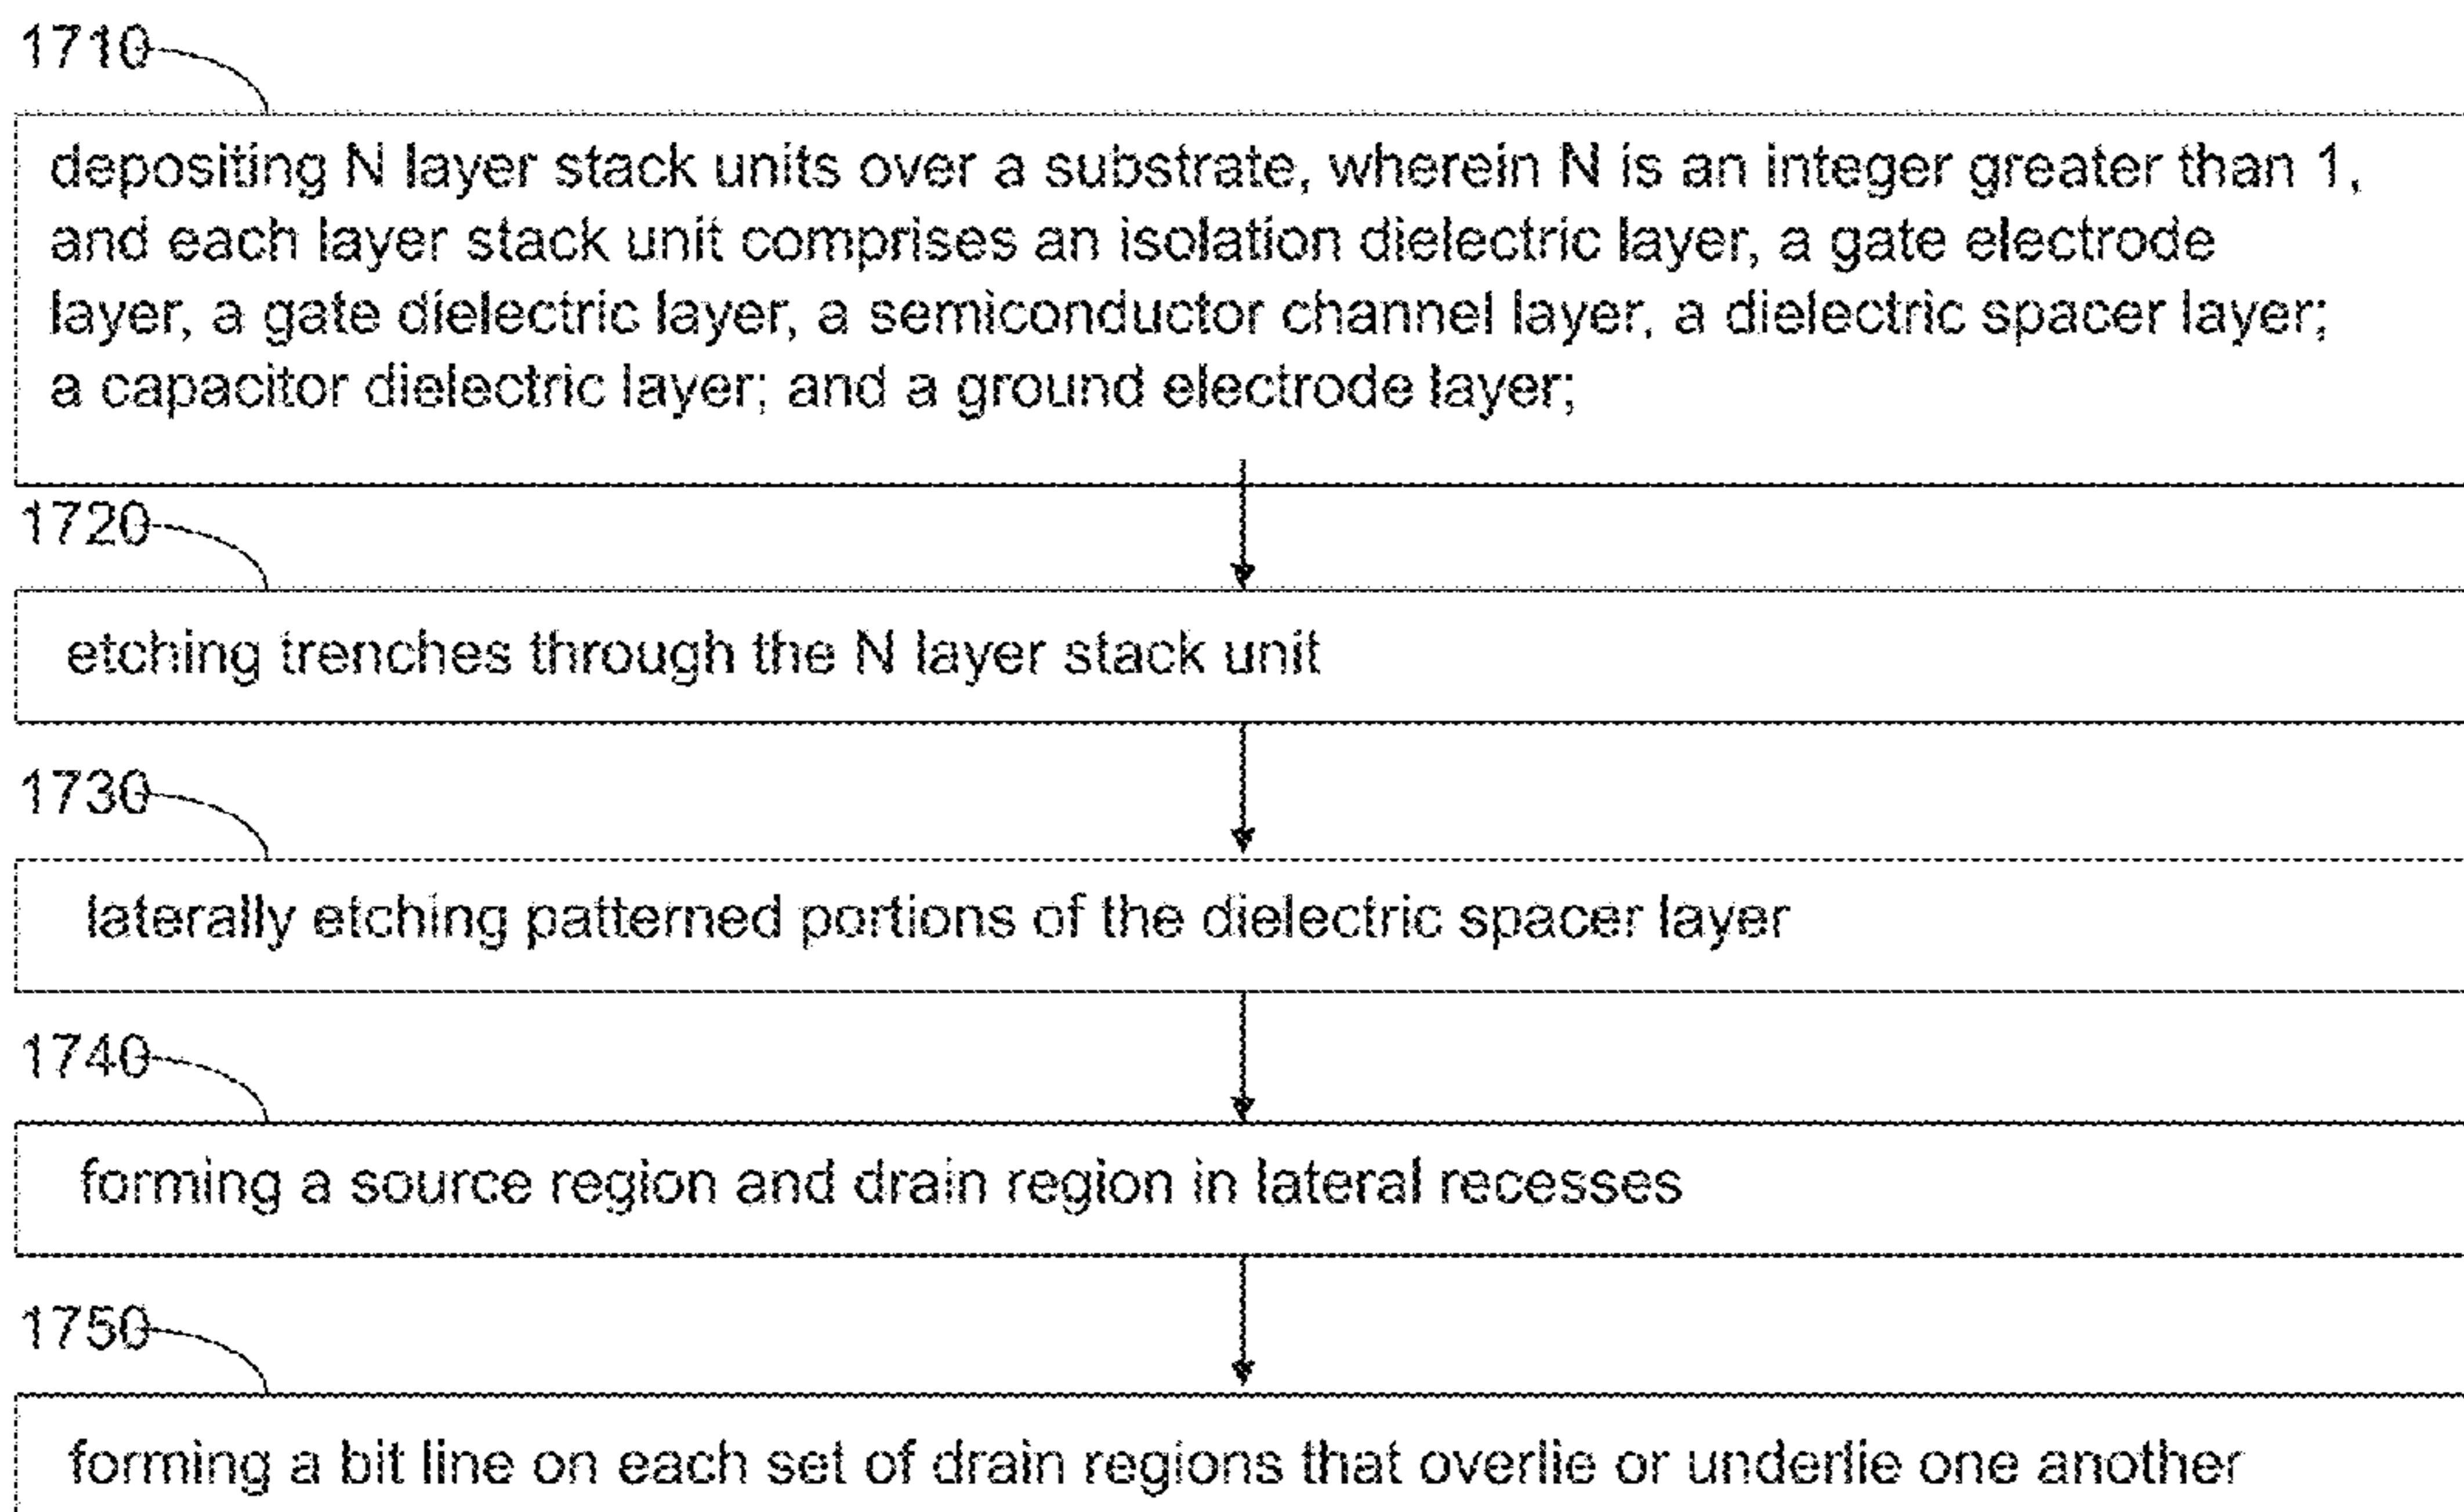 1710
depositing N layer stack units over a substrate, wherein N is an integer greater than 1,
and each layer stack unit comprises an isolation dielectric layer, a gate electrode
layer, a gate dielectric layer, a semiconductor channel layer, a dielectric spacer layer;
a capacitor dielectric layer; and a ground electrode layer;
1720
etching trenches through the N layer stack unit
1730
laterally etching patterned portions of the dielectric spacer layer
1740
forming a source region and drain region in lateral recesses
1750
forming a bit line on each set of drain regions that overlie or underlie one another